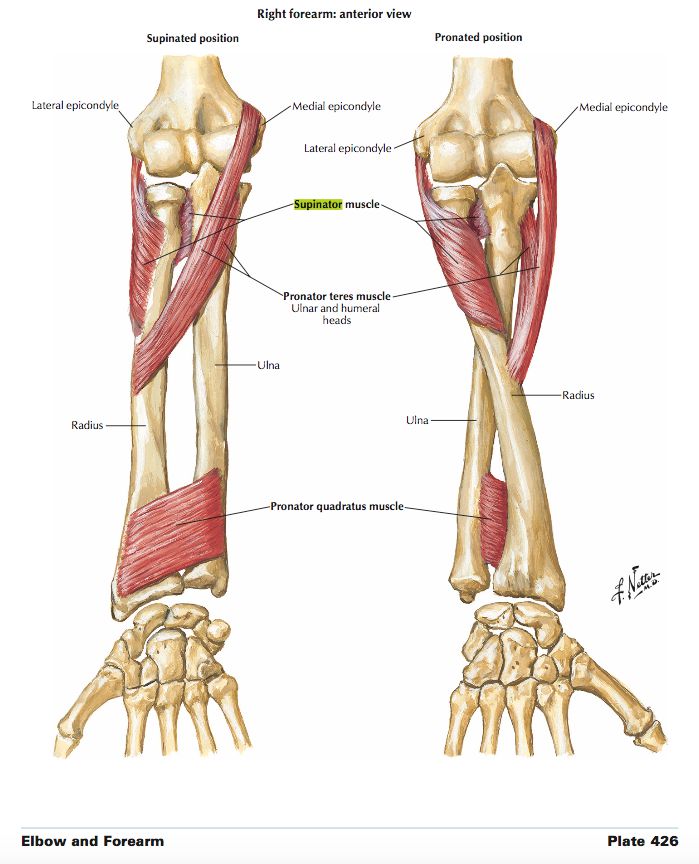 Right forearm: anterior view
Supinated position
Pronated position
Lateral epicondyle
Medial epicondyle
Medial epicondyle
Lateral epicondyle
Supinator muscle
Pronator teres muscle
Ulnar and humeral
heads
Ulna
Radius
Radius
Ulna
Pronator quadratus muscle
F. Netter
M.D.
Elbow and Forearm
Plate 426